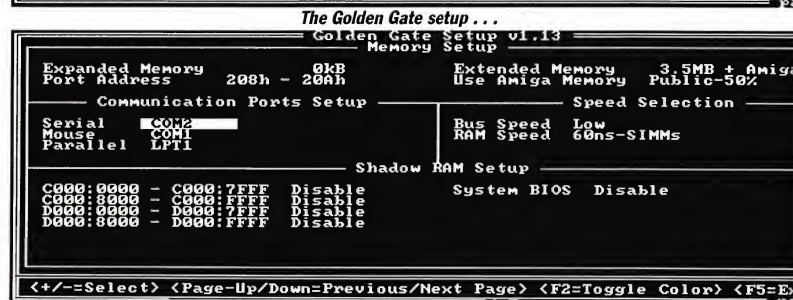 The Golden Gate setup . . .
Golden Gate Setup v1.13
Memory Setup
Expanded Memory 0kB Extended Memory 3.5MB + Amiga
Port Address 208h - 20Ah Use Amiga Memory Public-50%
Communication Ports Setup Speed Selection
Serial COM2 Bus Speed Low
Mouse COM1 RAM Speed 60ns-SIMMs
Parallel LPT1
Shadow RAM Setup
C000:0000 - C000:7FFF Disable System BIOS Disable
C000:8000 - C000:FFFF Disable
D000:0000 - D000:7FFF Disable
D000:8000 - D000:FFFF Disable
<+/-=Select> <Page-Up/Down=Previous/Next Page> <F2=Toggle Color> <F5=Ex